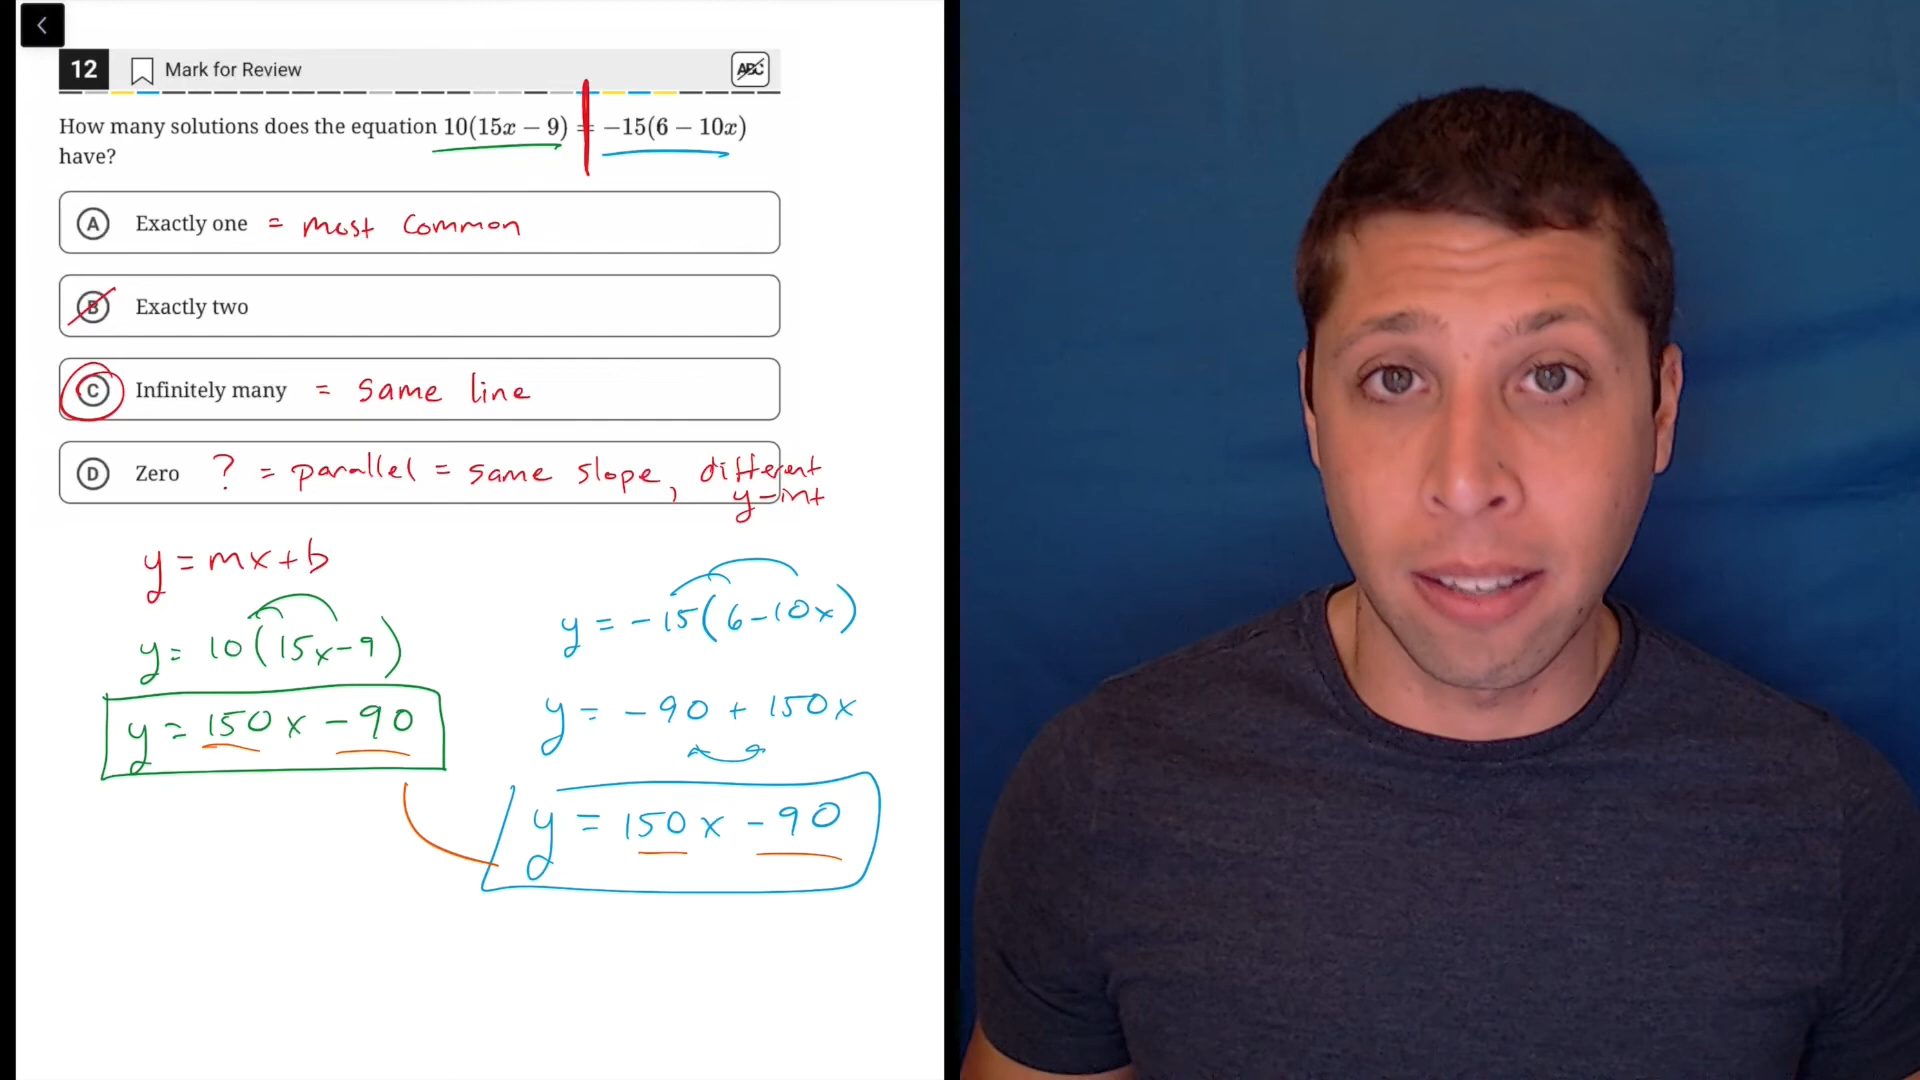 12 Mark for Review ABC
How many solutions does the equation 10(15x − 9) = −15(6 − 10x)
have?
A Exactly one = most common
B Exactly two
C Infinitely many = same line
D Zero ? = parallel = same slope, different
y-int
y = mx+b
y = 10(15x-9)
y = 150x - 90
y = -15(6-10x)
y = -90 + 150x
y = 150x - 90